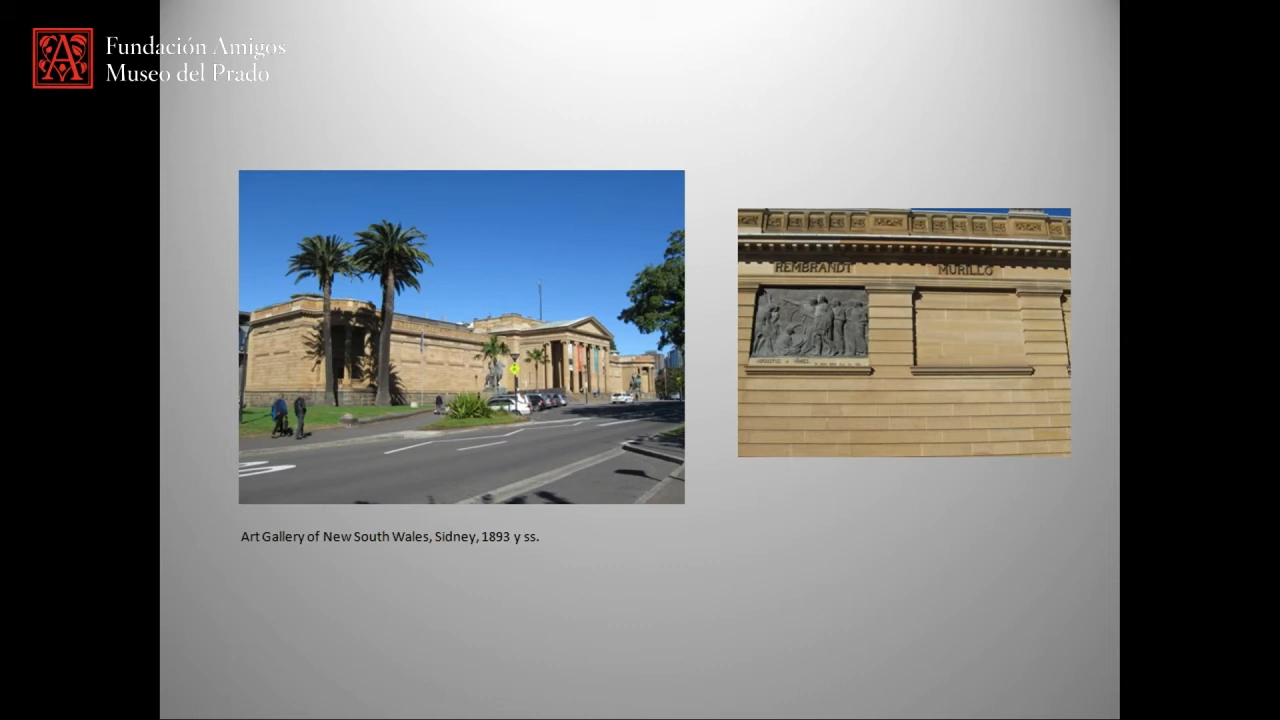 Fundación Amigos
Museo del Prado
REMBRANDT
MURILLO
Art Gallery of New South Wales, Sidney, 1893 y ss.